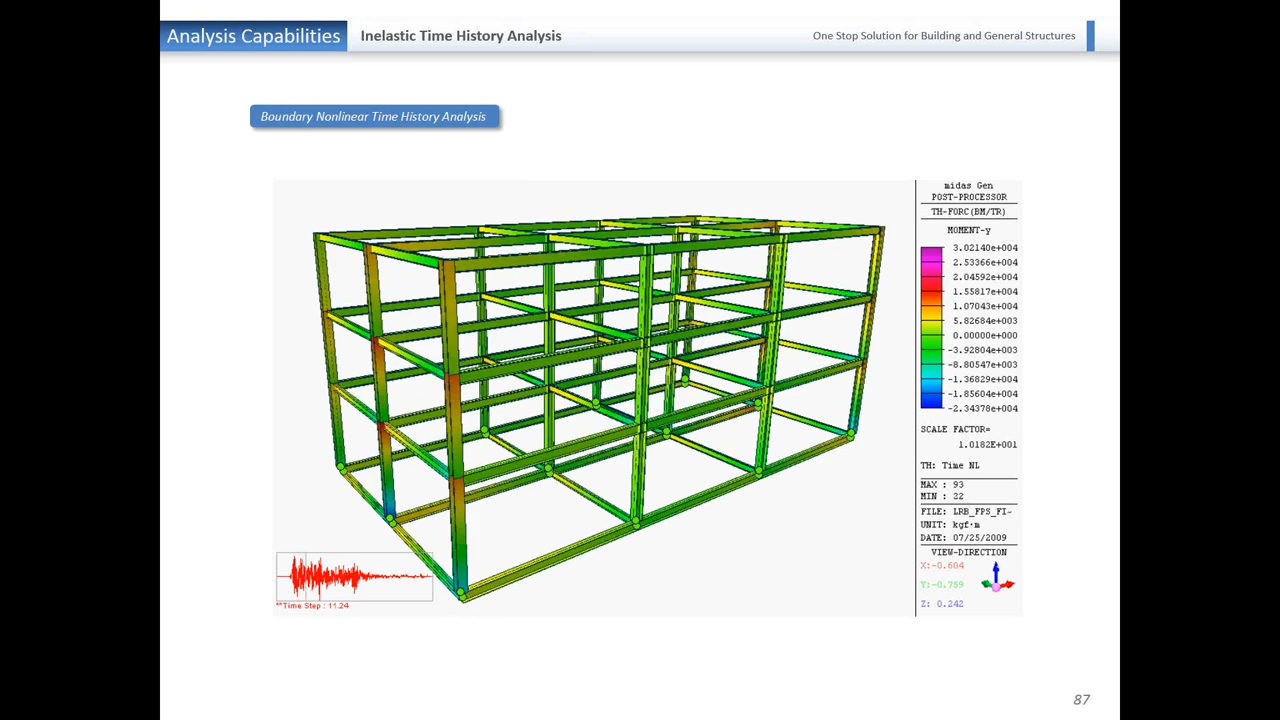 Analysis Capabilities
Inelastic Time History Analysis
One Stop Solution for Building and General Structures
Boundary Nonlinear Time History Analysis
midas Gen
POST-PROCESSOR
TH-FORC(BM/TR)
MOMENT-y
3.02140e+004
2.53366e+004
2.04592e+004
1.55817e+004
1.07043e+004
5.82684e+003
0.00000e+000
-3.92804e+003
-8.80547e+003
-1.36829e+004
-1.85604e+004
-2.34378e+004
SCALE FACTOR=
1.0182E+001
TH: Time NL
MAX : 93
MIN : 22
FILE: LRB_FPS_FI~
UNIT: kgf·m
DATE: 07/25/2009
VIEW-DIRECTION
X:-0.604
Y:-0.759
Z: 0.242
**Time Step : 11.24
87